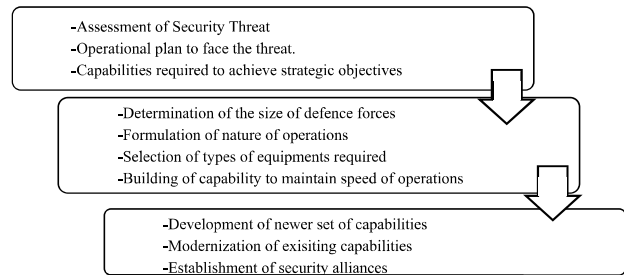 -Assessment of Security Threat
-Operational plan to face the threat.
-Capabilities required to achieve strategic objectives
-Determination of the size of defence forces
-Formulation of nature of operations
-Selection of types of equipments required
-Building of capability to maintain speed of operations
-Development of newer set of capabilities
-Modernization of exisiting capabilities
-Establishment of security alliances